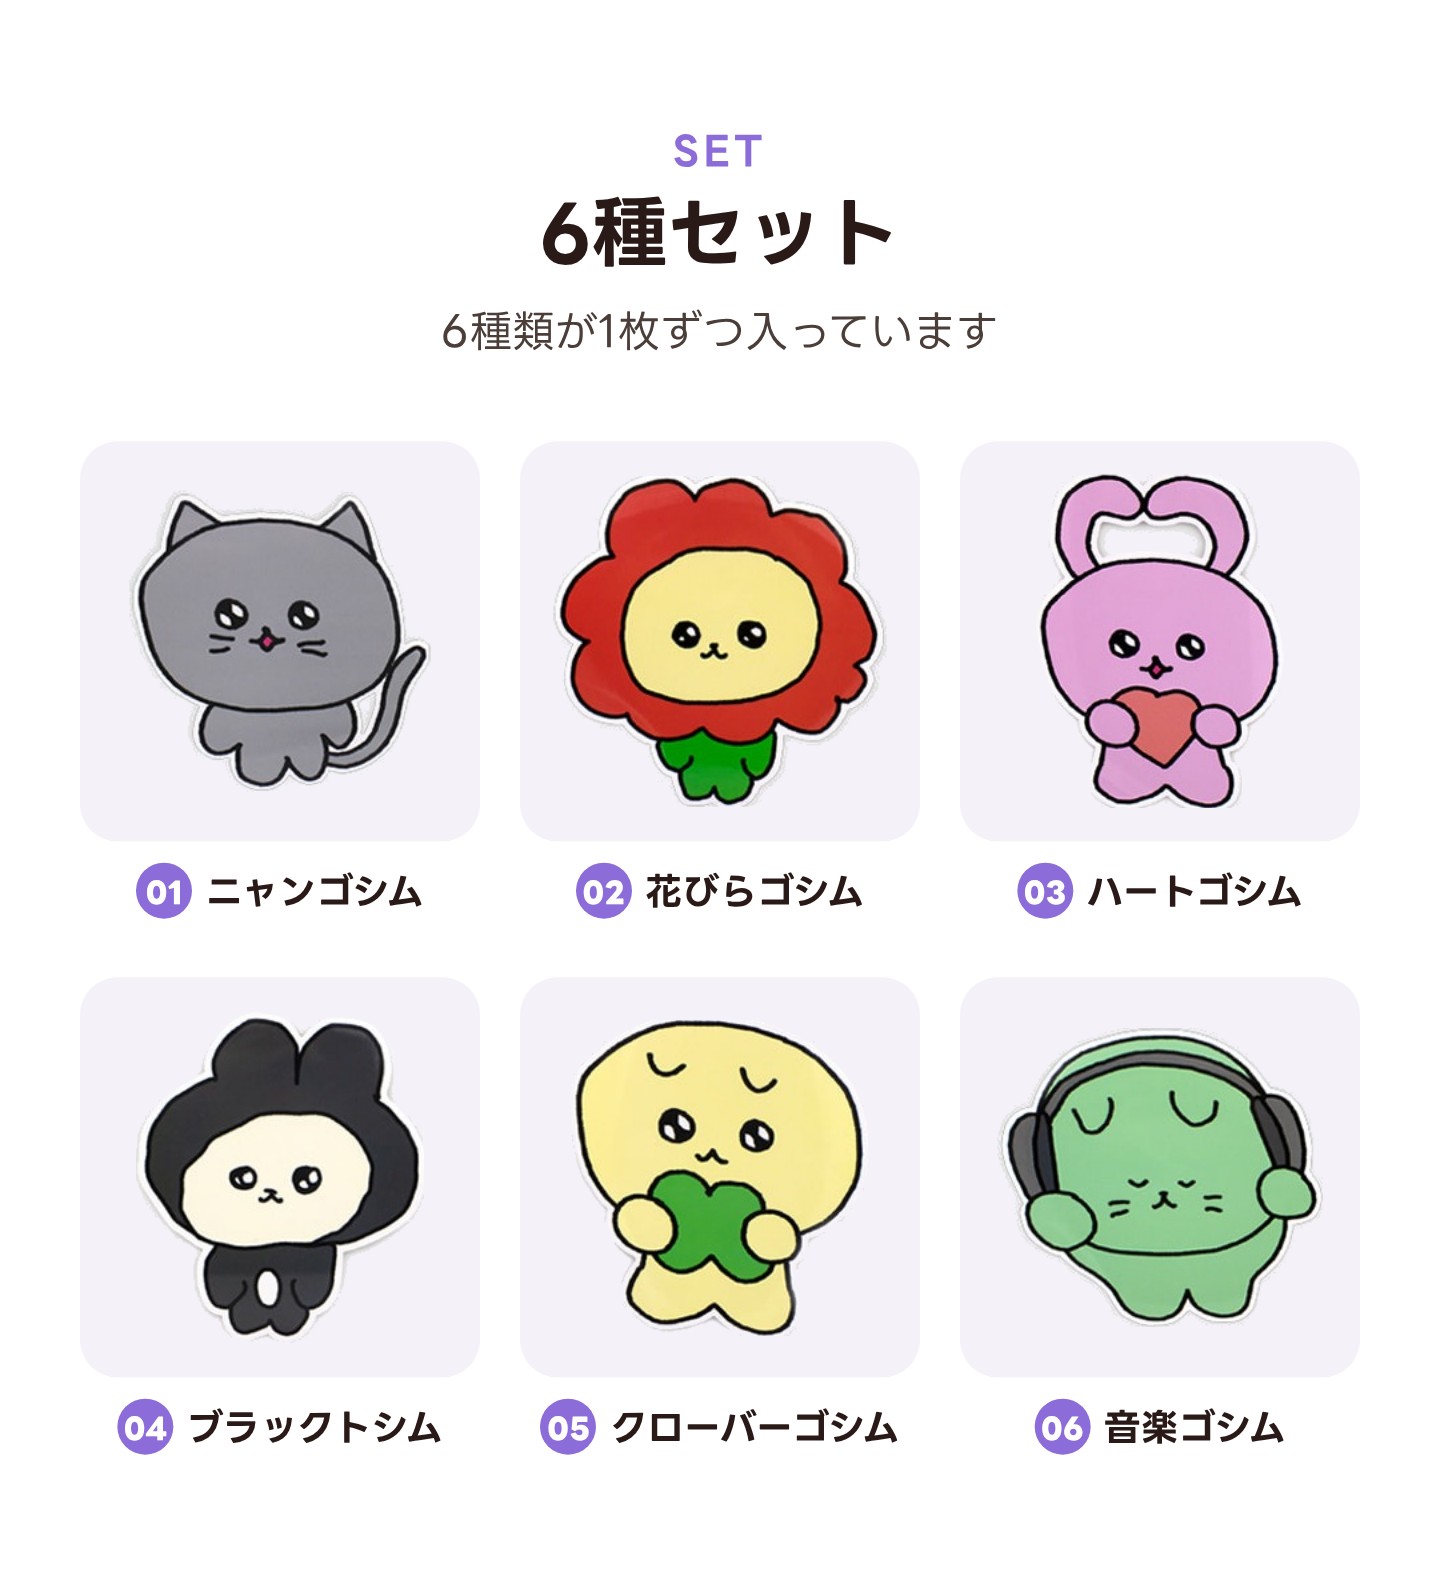 SET
6種セット
6種類が1枚ずつ入っています
01 ニャンゴシム
02 花びらゴシム
03 ハートゴシム
04 ブラックトシム
05 クローバーゴシム
06 音楽ゴシム